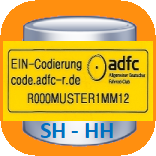 EIN-Codierung
code.adfc-r.de
R000MUSTER1MM12
adfc
Allgemeiner Deutscher
Fahrrad-Club
SH - HH